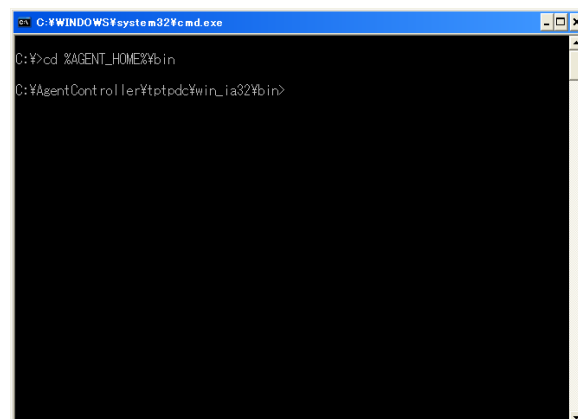 C:¥WINDOWS¥system32¥cmd.exe
C:¥>cd %AGENT_HOME%¥bin
C:¥AgentController¥tptpdc¥win_ia32¥bin>